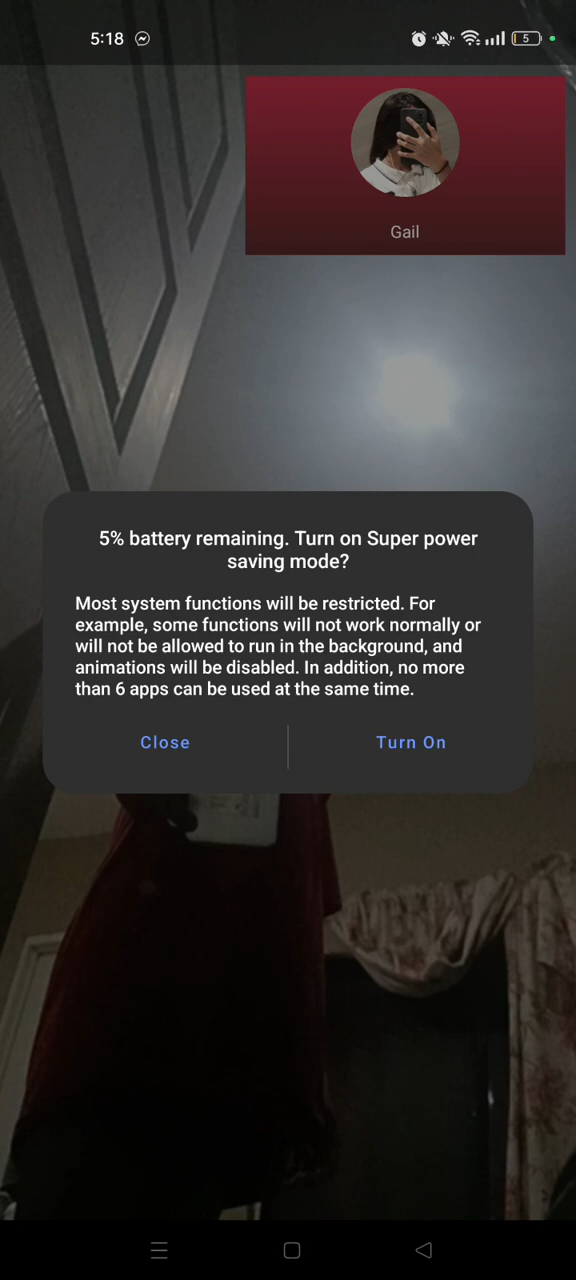 5:18
5
Gail
5% battery remaining. Turn on Super power
saving mode?
Most system functions will be restricted. For
example, some functions will not work normally or
will not be allowed to run in the background, and
animations will be disabled. In addition, no more
than 6 apps can be used at the same time.
Close
Turn On